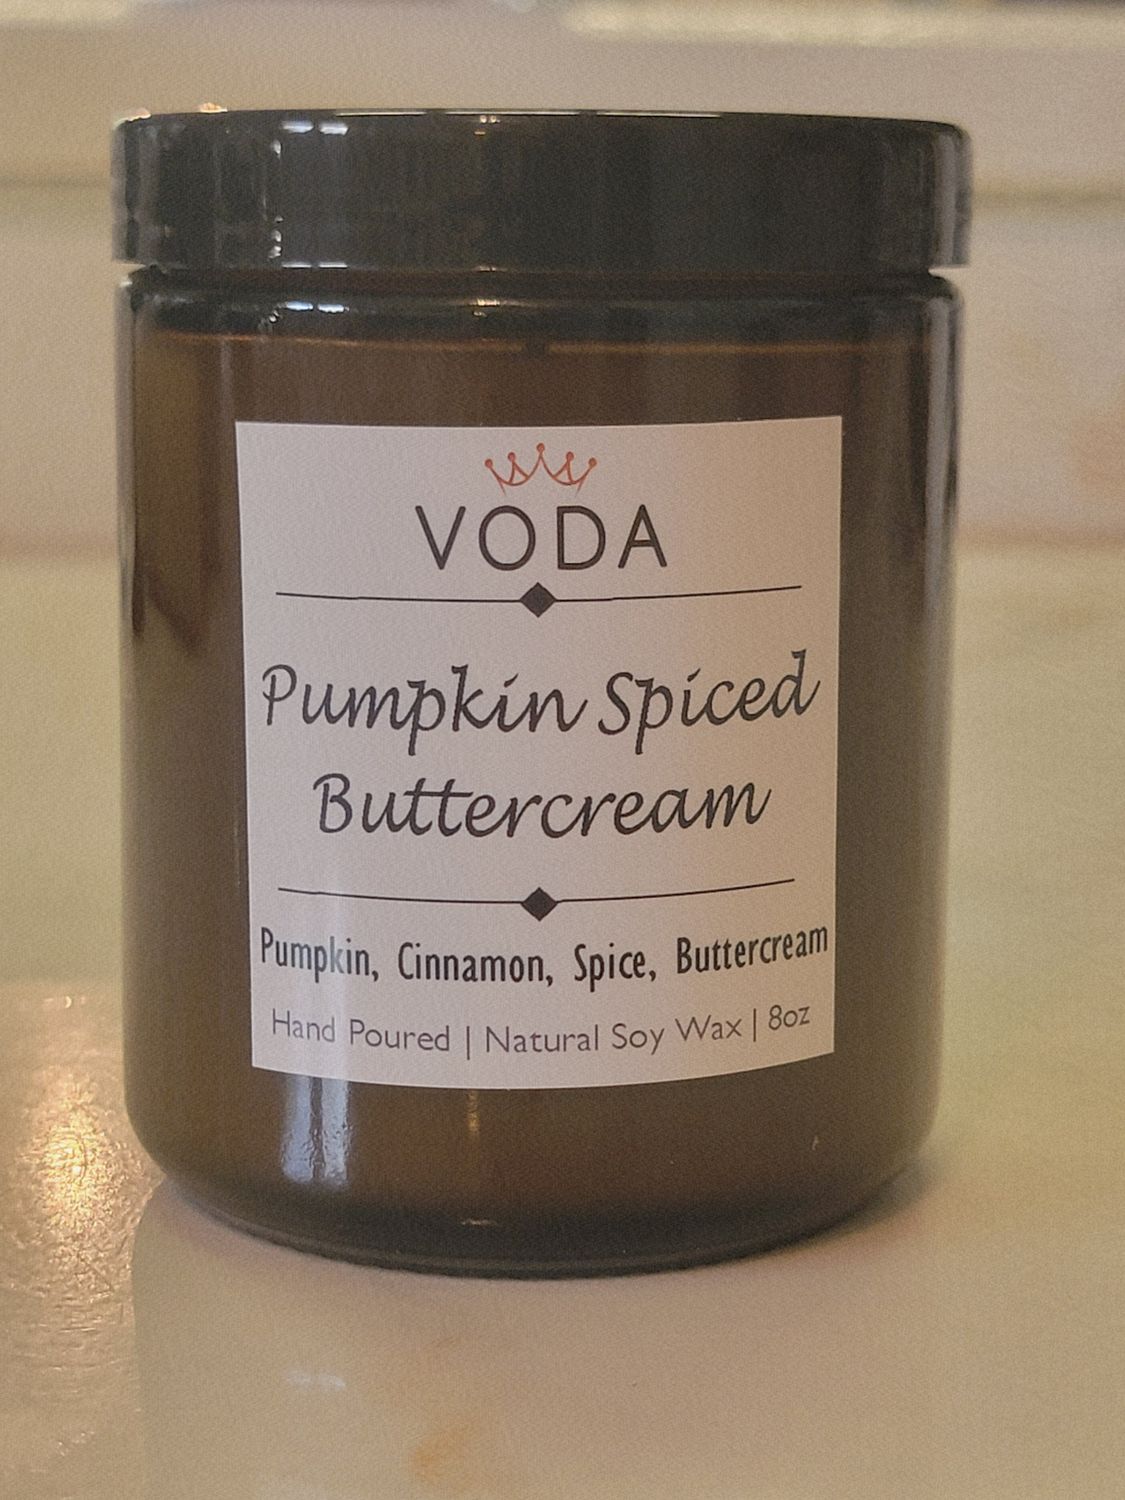 VODA
Pumpkin Spiced
Buttercream
Pumpkin, Cinnamon, Spice, Buttercream
Hand Poured | Natural Soy Wax | 8oz